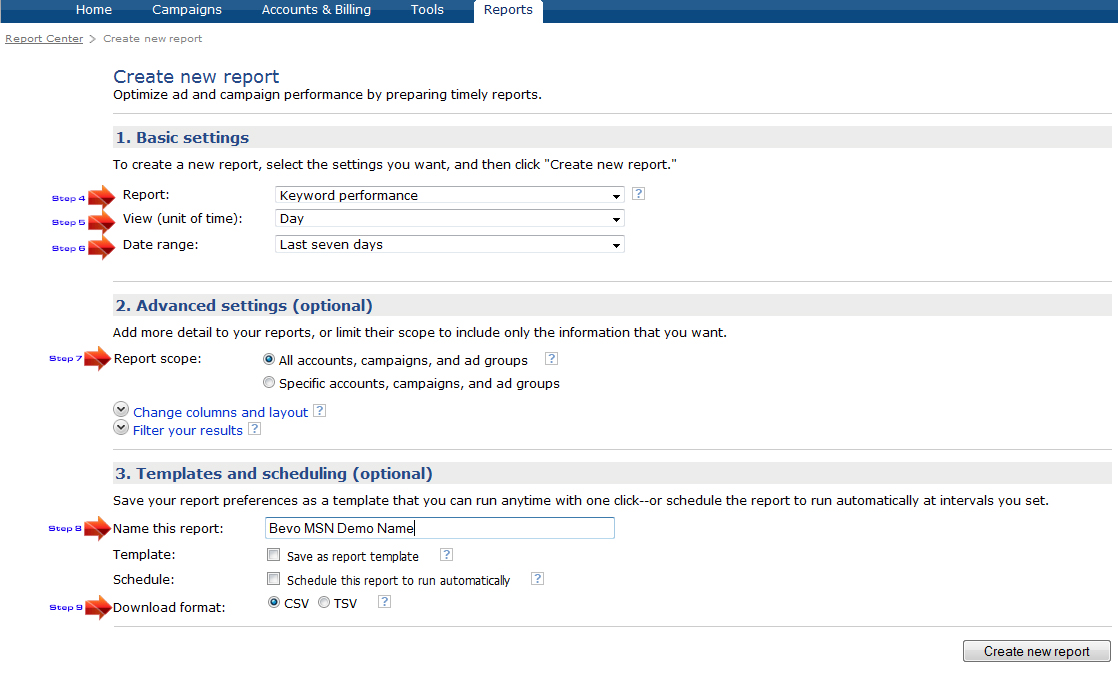 Home Campaigns Accounts & Billing Tools Reports
Report Center > Create new report
Create new report
Optimize ad and campaign performance by preparing timely reports.
1. Basic settings
To create a new report, select the settings you want, and then click "Create new report."
Step 4 Report: Keyword performance ?
Step 5 View (unit of time): Day
Step 6 Date range: Last seven days
2. Advanced settings (optional)
Add more detail to your reports, or limit their scope to include only the information that you want.
Step 7 Report scope: All accounts, campaigns, and ad groups ?
Specific accounts, campaigns, and ad groups
Change columns and layout ?
Filter your results ?
3. Templates and scheduling (optional)
Save your report preferences as a template that you can run anytime with one click--or schedule the report to run automatically at intervals you set.
Step 8 Name this report: Bevo MSN Demo Name
Template: Save as report template ?
Schedule: Schedule this report to run automatically ?
Step 9 Download format: CSV TSV ?
Create new report